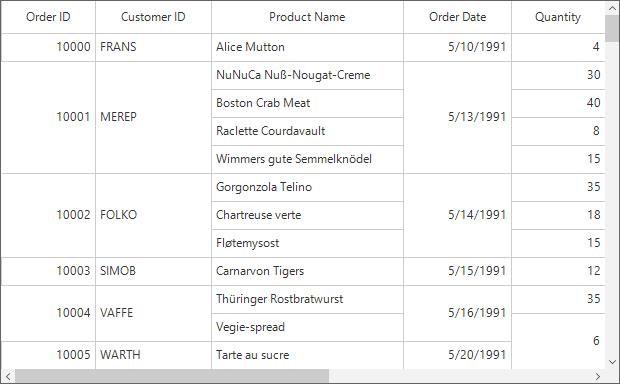 Order ID Customer ID Product Name Order Date Quantity
10000 FRANS Alice Mutton 5/10/1991 4
NuNuCa Nuß-Nougat-Creme 30
Boston Crab Meat 40
10001 MEREP 5/13/1991
Raclette Courdavault 8
Wimmers gute Semmelknödel 15
Gorgonzola Telino 35
10002 FOLKO Chartreuse verte 5/14/1991 18
Fløtemysost 15
10003 SIMOB Carnarvon Tigers 5/15/1991 12
Thüringer Rostbratwurst 35
10004 VAFFE 5/16/1991
Vegie-spread
6
10005 WARTH Tarte au sucre 5/20/1991